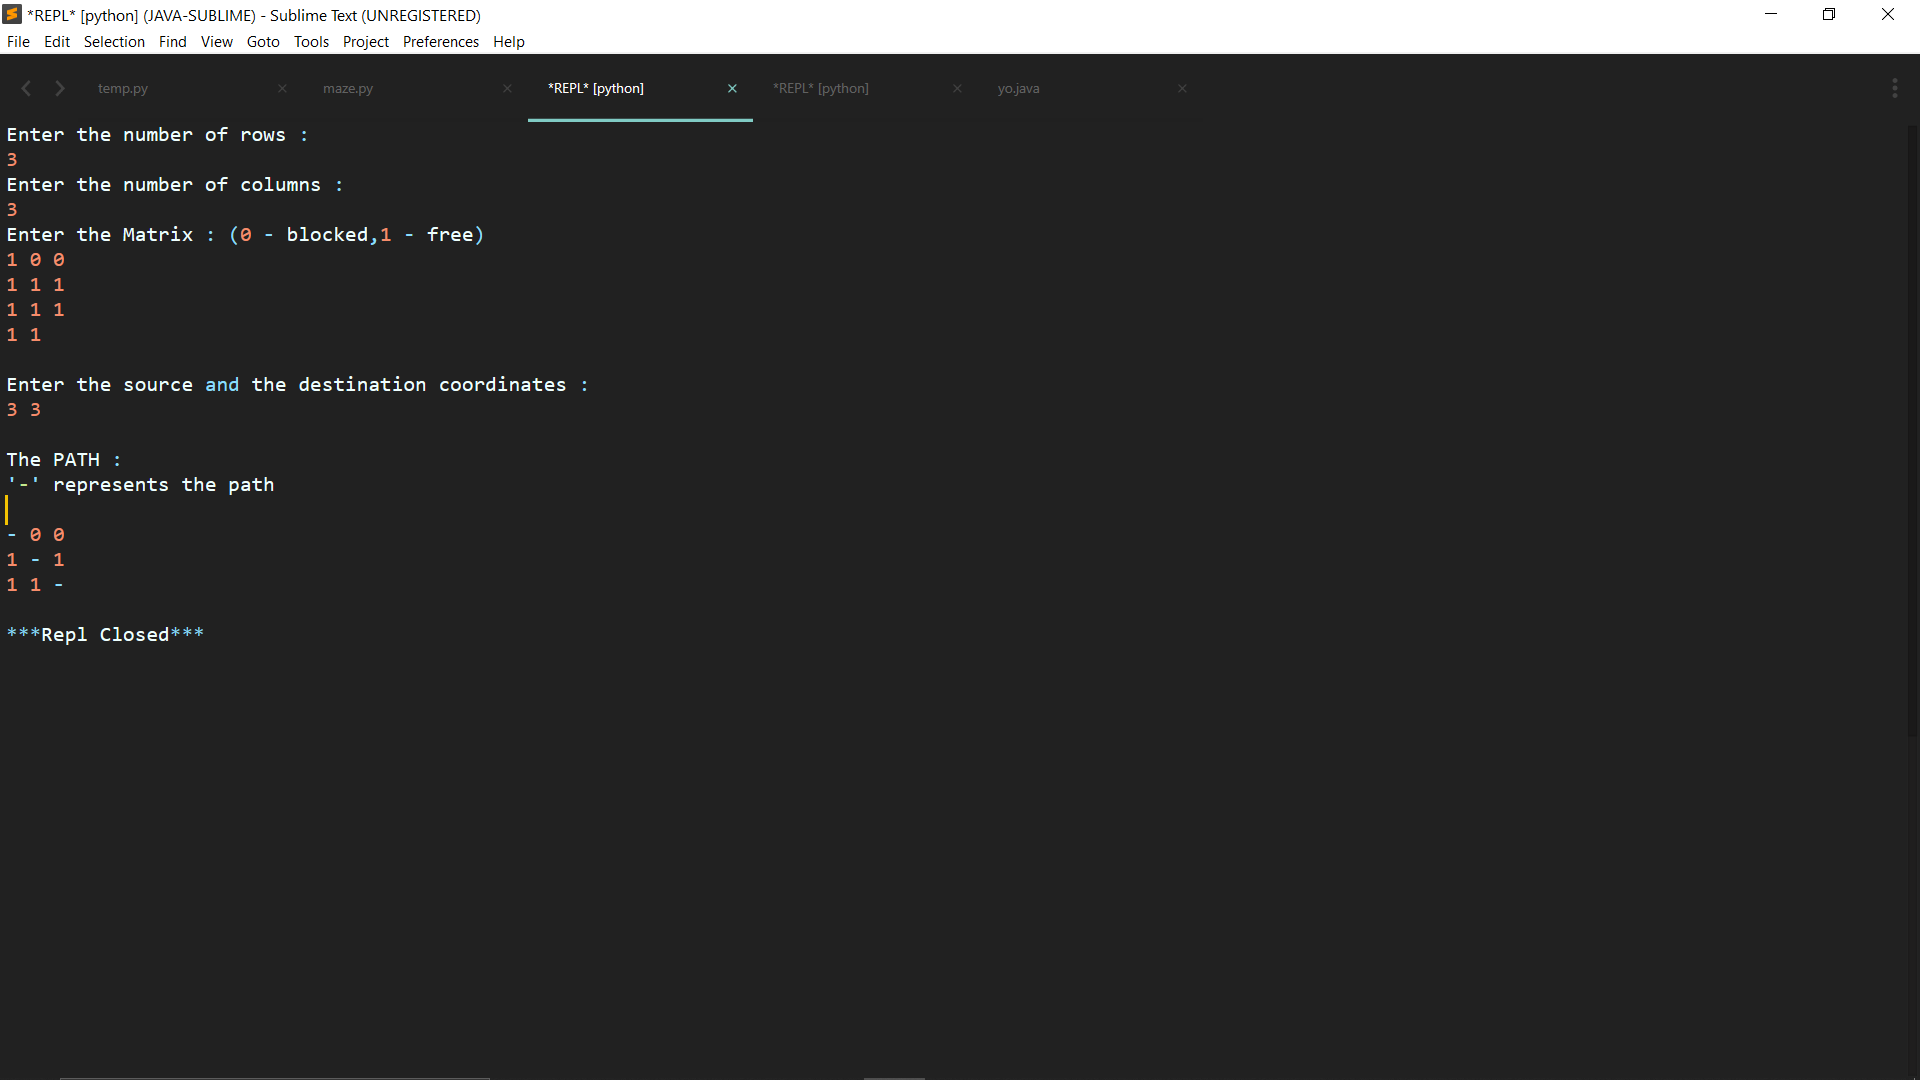 *REPL* [python] (JAVA-SUBLIME) - Sublime Text (UNREGISTERED)
File Edit Selection Find View Goto Tools Project Preferences Help
temp.py maze.py *REPL* [python] *REPL* [python] yo.java
Enter the number of rows :
3
Enter the number of columns :
3
Enter the Matrix : (0 - blocked,1 - free)
1 0 0
1 1 1
1 1 1
1 1
Enter the source and the destination coordinates :
3 3
The PATH :
'-' represents the path
- 0 0
1 - 1
1 1 -
***Repl Closed***